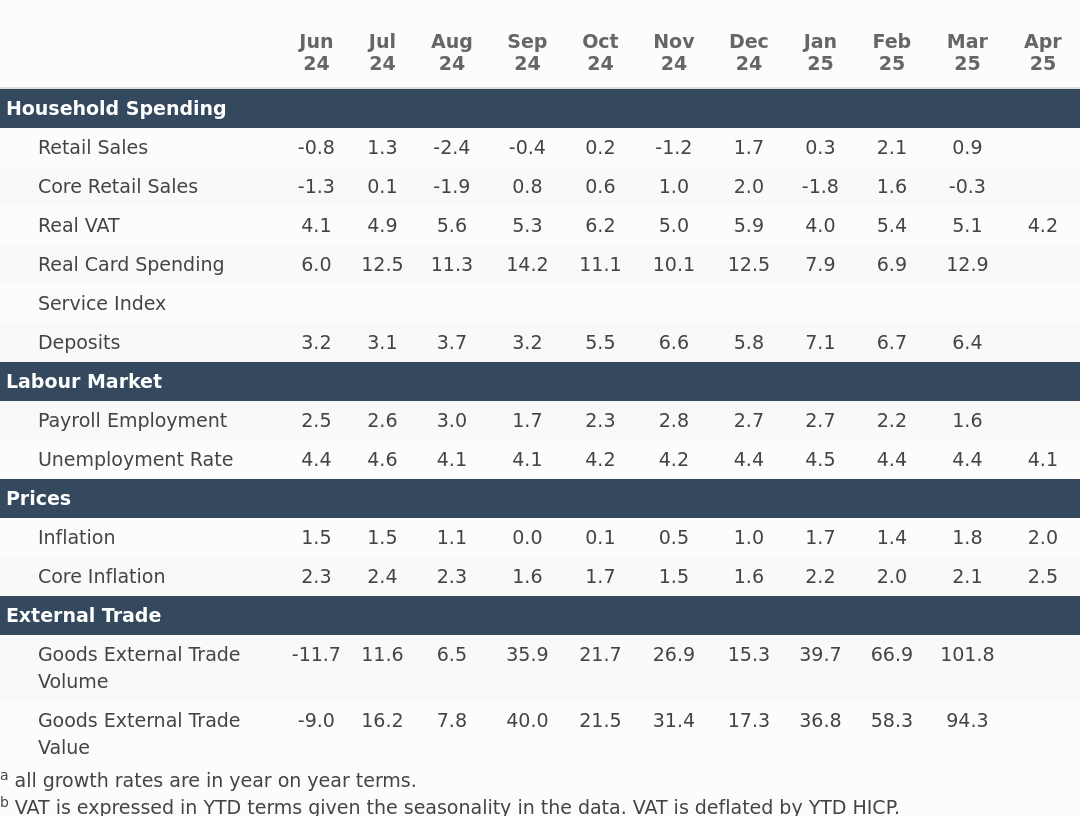 Jun 24 Jul 24 Aug 24 Sep 24 Oct 24 Nov 24 Dec 24 Jan 25 Feb 25 Mar 25 Apr 25
Household Spending
Retail Sales -0.8 1.3 -2.4 -0.4 0.2 -1.2 1.7 0.3 2.1 0.9
Core Retail Sales -1.3 0.1 -1.9 0.8 0.6 1.0 2.0 -1.8 1.6 -0.3
Real VAT 4.1 4.9 5.6 5.3 6.2 5.0 5.9 4.0 5.4 5.1 4.2
Real Card Spending 6.0 12.5 11.3 14.2 11.1 10.1 12.5 7.9 6.9 12.9
Service Index
Deposits 3.2 3.1 3.7 3.2 5.5 6.6 5.8 7.1 6.7 6.4
Labour Market
Payroll Employment 2.5 2.6 3.0 1.7 2.3 2.8 2.7 2.7 2.2 1.6
Unemployment Rate 4.4 4.6 4.1 4.1 4.2 4.2 4.4 4.5 4.4 4.4 4.1
Prices
Inflation 1.5 1.5 1.1 0.0 0.1 0.5 1.0 1.7 1.4 1.8 2.0
Core Inflation 2.3 2.4 2.3 1.6 1.7 1.5 1.6 2.2 2.0 2.1 2.5
External Trade
Goods External Trade -11.7 11.6 6.5 35.9 21.7 26.9 15.3 39.7 66.9 101.8
Volume
Goods External Trade -9.0 16.2 7.8 40.0 21.5 31.4 17.3 36.8 58.3 94.3
Value
a all growth rates are in year on year terms.
b VAT is expressed in YTD terms given the seasonality in the data. VAT is deflated by YTD HICP.